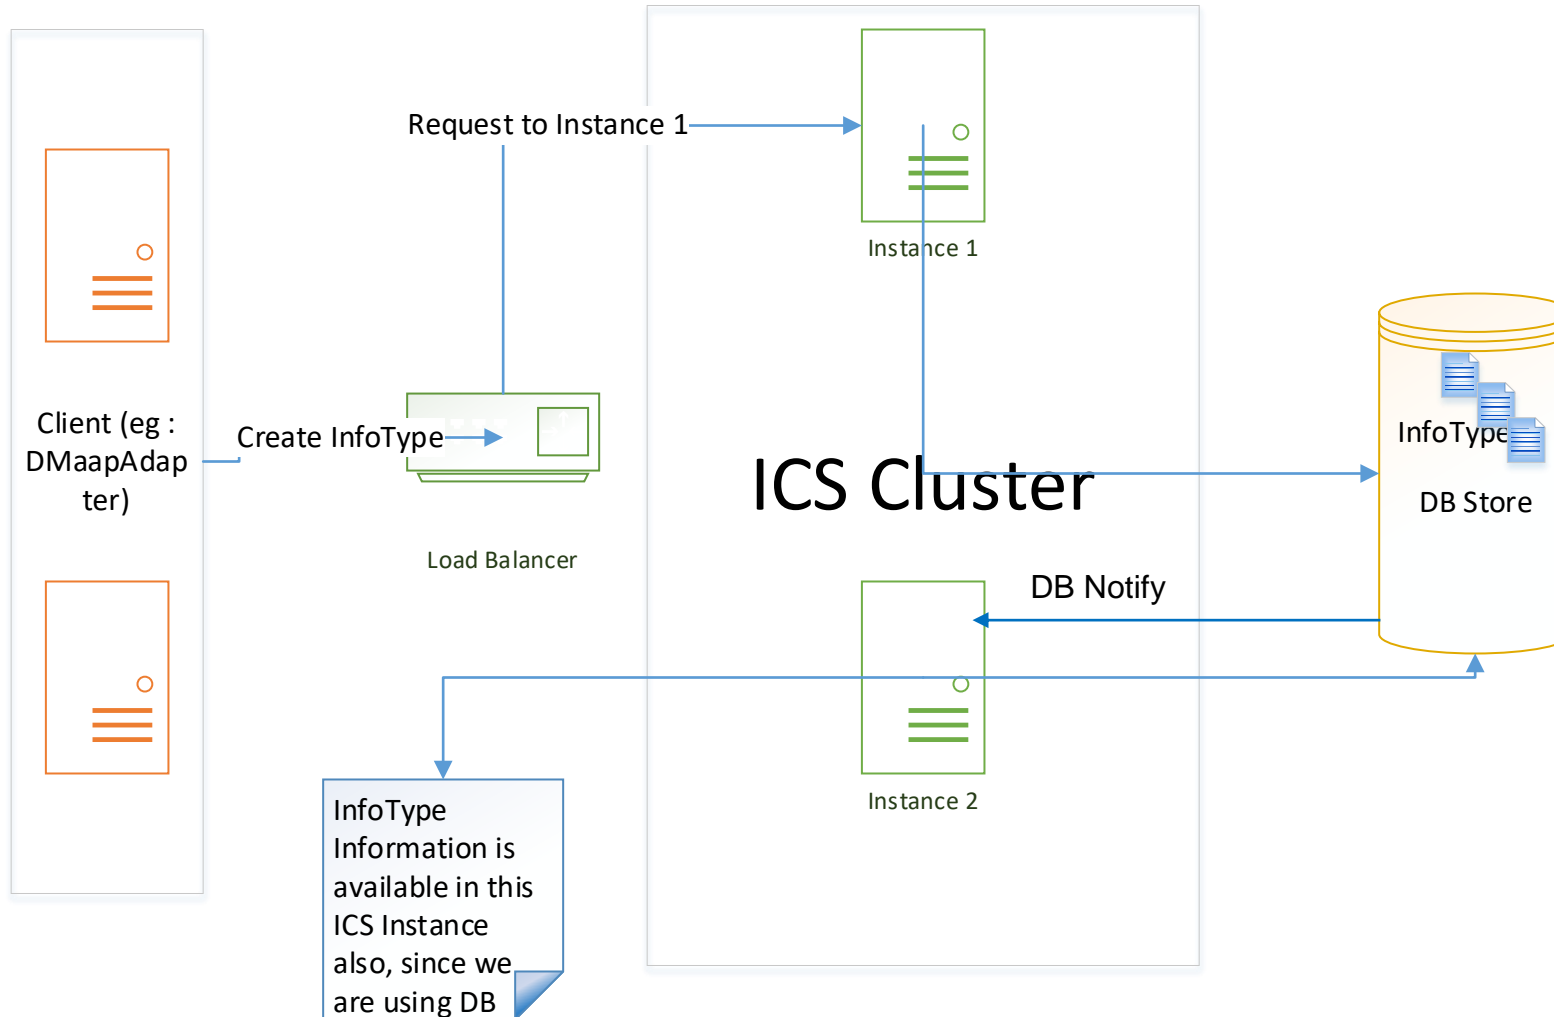 Request to Instance 1
Instance 1
Client (eg :
DMaapAdap
ter)
Create InfoType
Load Balancer
ICS Cluster
InfoType
DB Store
DB Notify
Instance 2
InfoType
Information is
available in this
ICS Instance
also, since we
are using DB